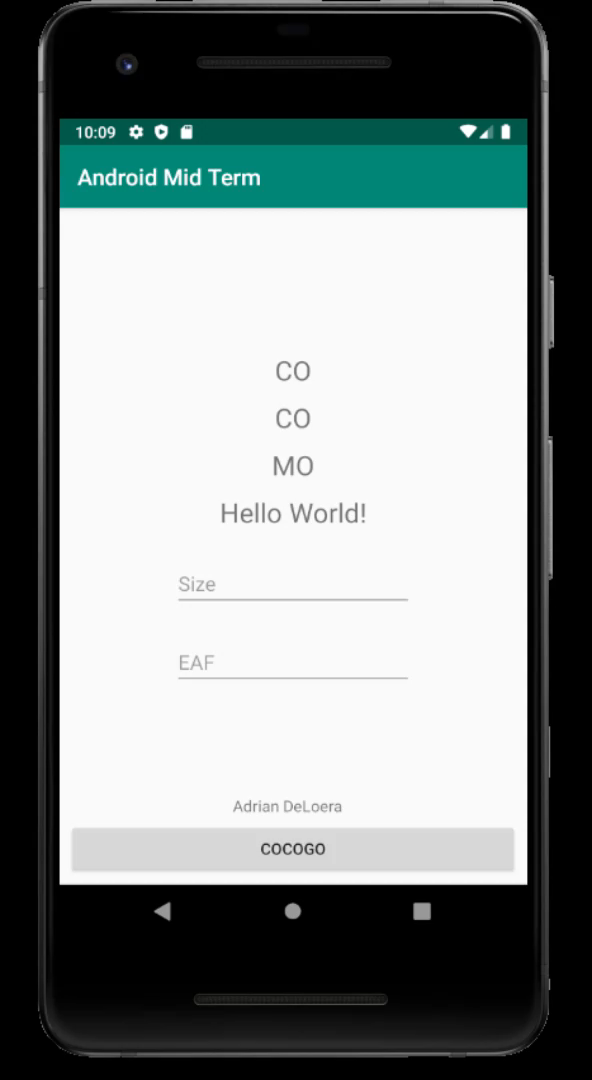 10:09
Android Mid Term
CO
CO
MO
Hello World!
Size
EAF
Adrian DeLoera
COCOGO